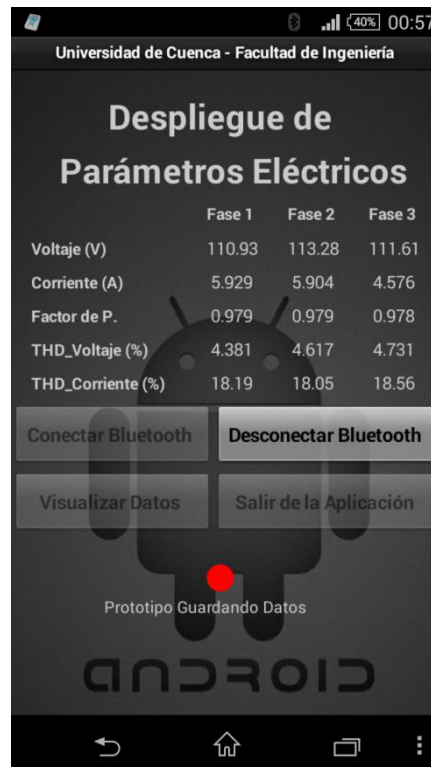 40% 00:57
Universidad de Cuenca - Facultad de Ingeniería
Despliegue de
Parámetros Eléctricos
Fase 1 Fase 2 Fase 3
Voltaje (V) 110.93 113.28 111.61
Corriente (A) 5.929 5.904 4.576
Factor de P. 0.979 0.979 0.978
THD_Voltaje (%) 4.381 4.617 4.731
THD_Corriente (%) 18.19 18.05 18.56
Conectar Bluetooth Desconectar Bluetooth
Visualizar Datos Salir de la Aplicación
Prototipo Guardando Datos
ANDROID